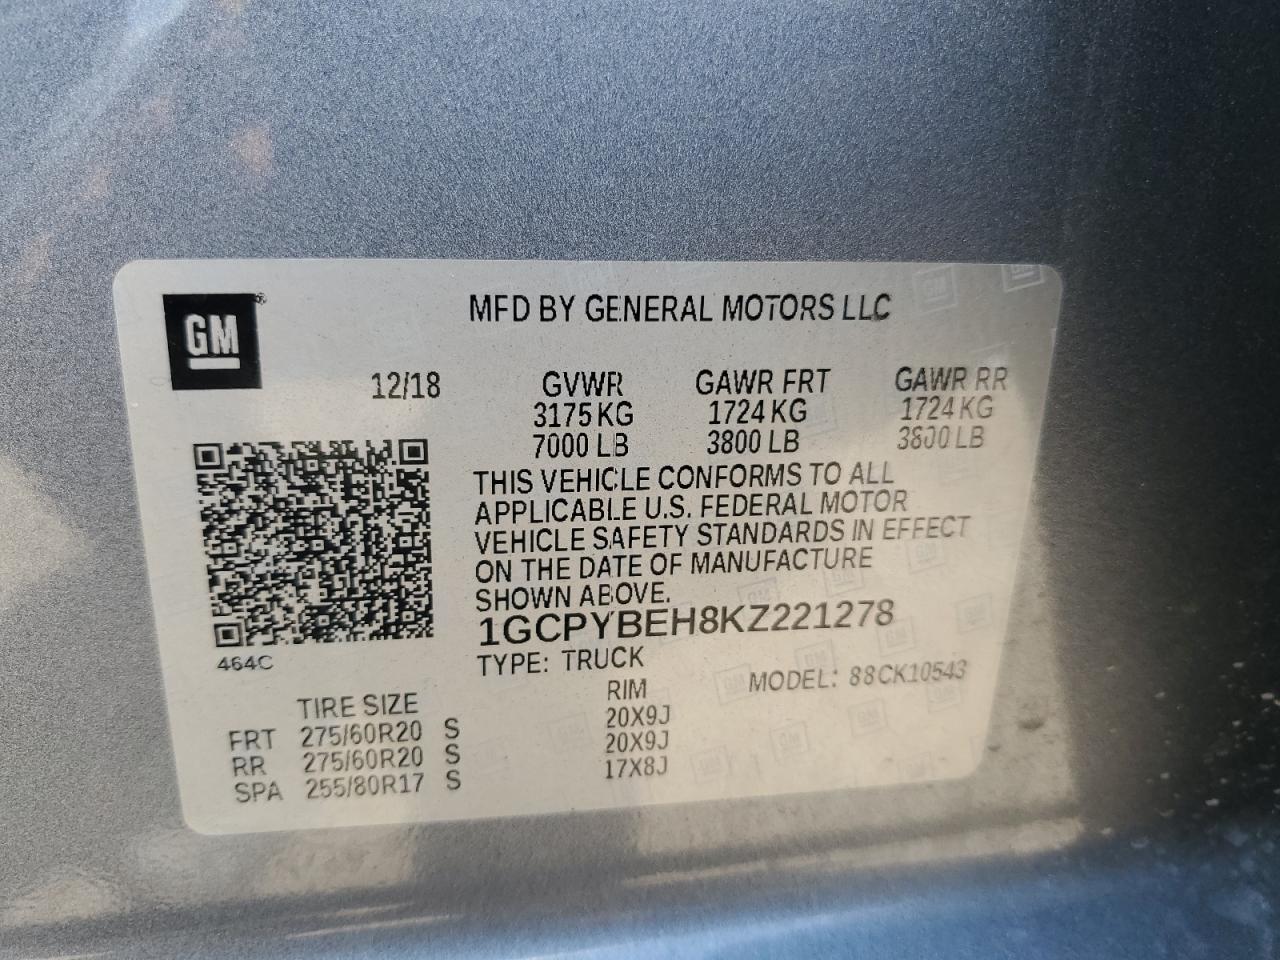 GM
MFD BY GENERAL MOTORS LLC
12/18 GVWR GAWR FRT GAWR RR
3175 KG 1724 KG 1724 KG
7000 LB 3800 LB 3800 LB
THIS VEHICLE CONFORMS TO ALL
APPLICABLE U.S. FEDERAL MOTOR
VEHICLE SAFETY STANDARDS IN EFFECT
ON THE DATE OF MANUFACTURE
SHOWN ABOVE.
1GCPYBEH8KZ221278
464C
TYPE: TRUCK
MODEL: 88CK10543
TIRE SIZE RIM
FRT 275/60R20 S 20X9J
RR 275/60R20 S 20X9J
SPA 255/80R17 S 17X8J